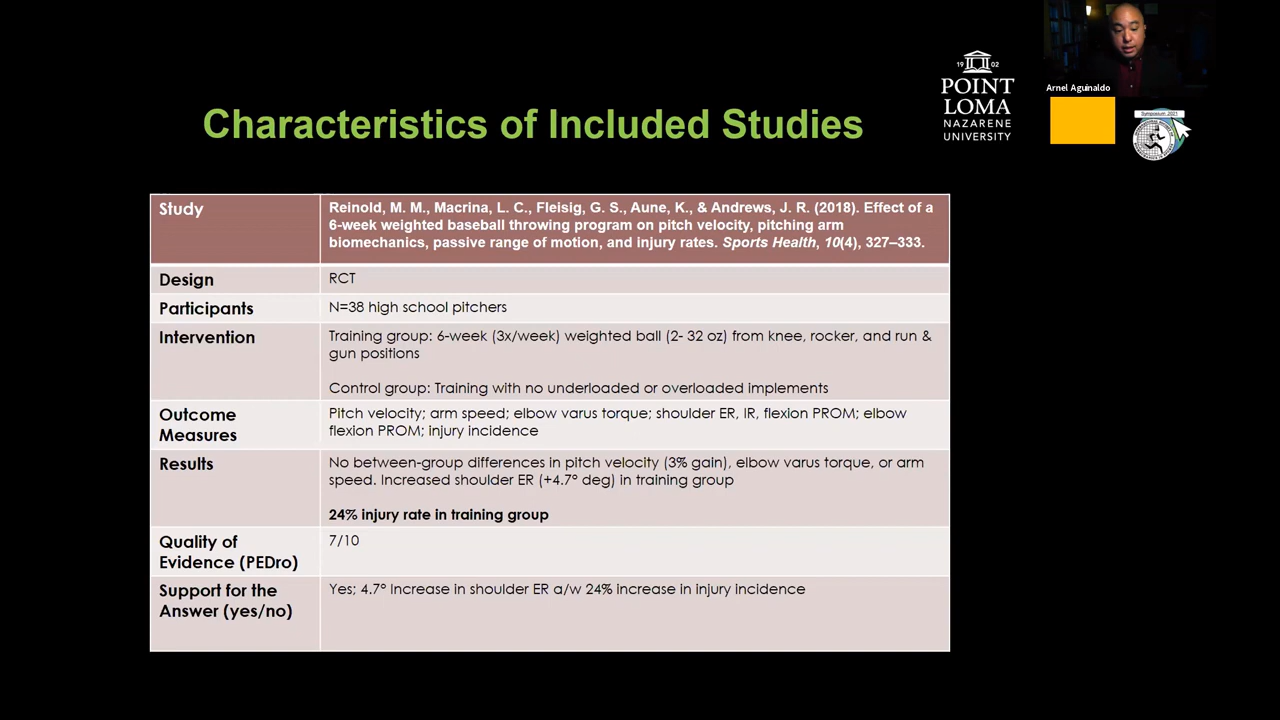 Arnel Aguinaldo
19 02
POINT
LOMA
NAZARENE
UNIVERSITY
Symposium 2021
Characteristics of Included Studies
Study
Reinold, M. M., Macrina, L. C., Fleisig, G. S., Aune, K., & Andrews, J. R. (2018). Effect of a
6-week weighted baseball throwing program on pitch velocity, pitching arm
biomechanics, passive range of motion, and injury rates. Sports Health, 10(4), 327–333.
Design
RCT
Participants
N=38 high school pitchers
Intervention
Training group: 6-week (3x/week) weighted ball (2- 32 oz) from knee, rocker, and run &
gun positions
Control group: Training with no underloaded or overloaded implements
Outcome
Measures
Pitch velocity; arm speed; elbow varus torque; shoulder ER, IR, flexion PROM; elbow
flexion PROM; injury incidence
Results
No between-group differences in pitch velocity (3% gain), elbow varus torque, or arm
speed. Increased shoulder ER (+4.7° deg) in training group
24% injury rate in training group
Quality of
Evidence (PEDro)
7/10
Support for the
Answer (yes/no)
Yes; 4.7° Increase in shoulder ER a/w 24% increase in injury incidence